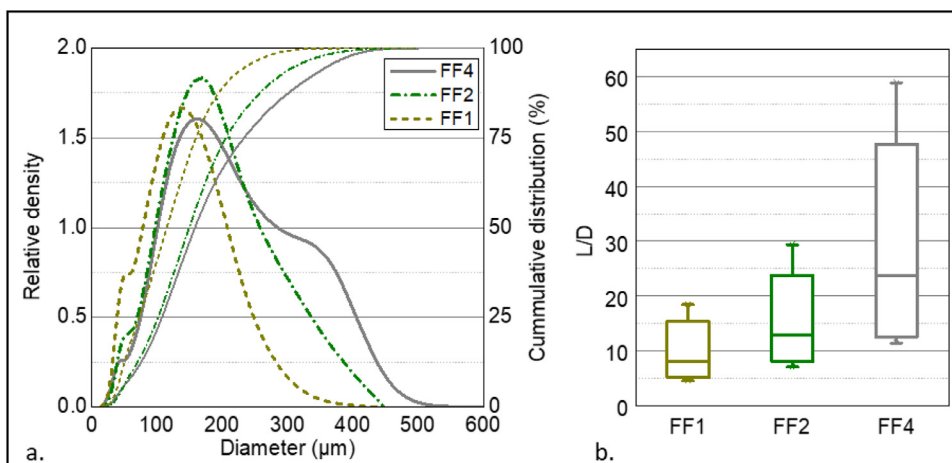 2.0
1.5
1.0
0.5
0.0
Relative density
0 100 200 300 400 500 600
Diameter (µm)
100
75
50
25
0
Cummulative distribution (%)
FF4
FF2
FF1
a.
60
50
40
30
20
10
0
L/D
FF1 FF2 FF4
b.